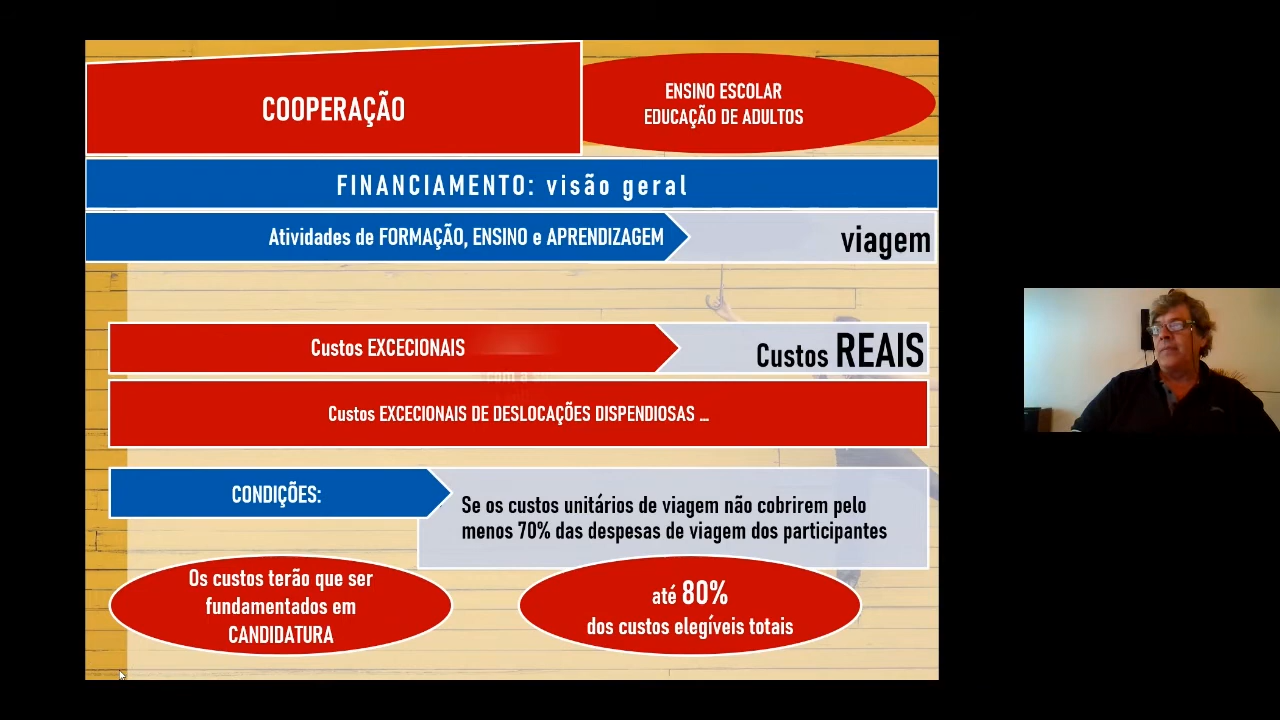 COOPERAÇÃO
ENSINO ESCOLAR
EDUCAÇÃO DE ADULTOS
FINANCIAMENTO: visão geral
Atividades de FORMAÇÃO, ENSINO e APRENDIZAGEM
viagem
Custos EXCECIONAIS
Custos REAIS
Custos EXCECIONAIS DE DESLOCAÇÕES DISPENDIOSAS ...
CONDIÇÕES:
Se os custos unitários de viagem não cobrirem pelo
menos 70% das despesas de viagem dos participantes
Os custos terão que ser
fundamentados em
CANDIDATURA
até 80%
dos custos elegíveis totais